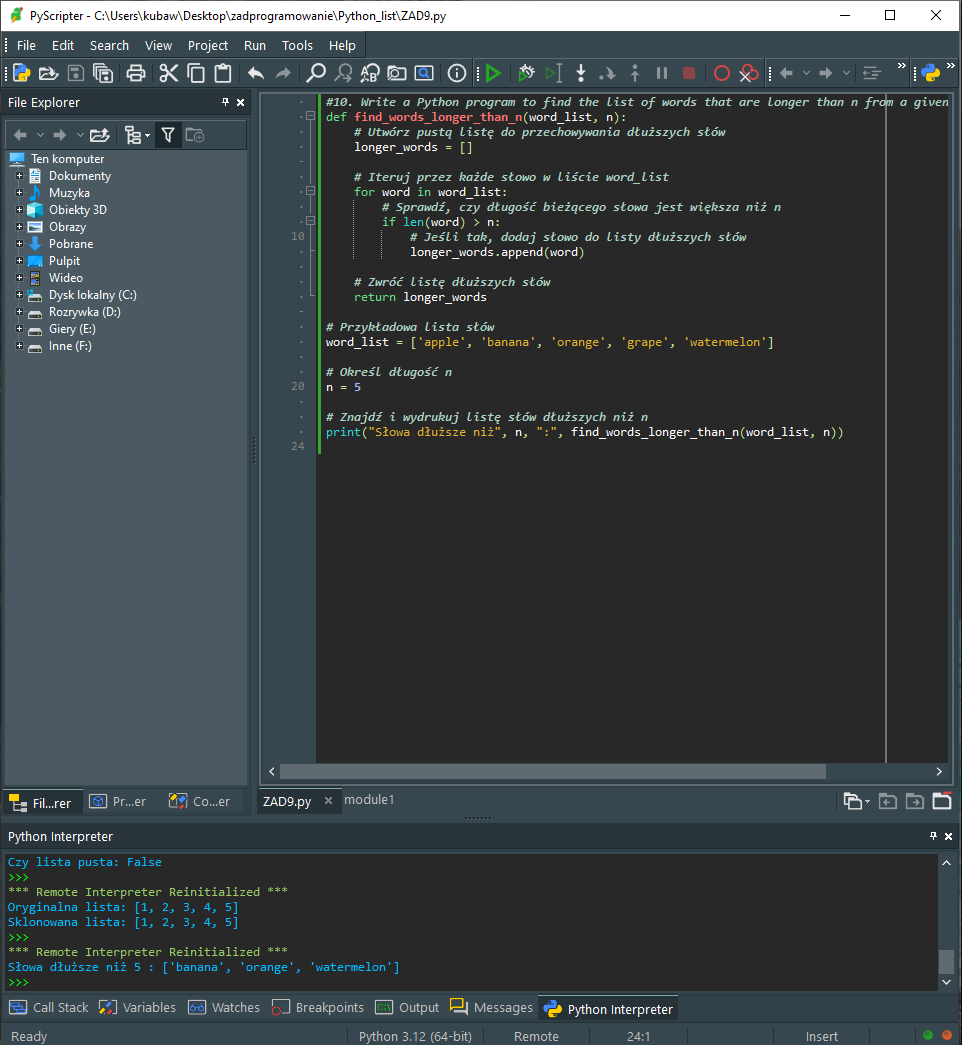 PyScripter - C:\Users\kubaw\Desktop\zadprogramowanie\Python_list\ZAD9.py
File Edit Search View Project Run Tools Help
File Explorer
Ten komputer
Dokumenty
Muzyka
Obiekty 3D
Obrazy
Pobrane
Pulpit
Wideo
Dysk lokalny (C:)
Rozrywka (D:)
Giery (E:)
Inne (F:)
Fil...rer Pr...er Co...er
#10. Write a Python program to find the list of words that are longer than n from a given
def find_words_longer_than_n(word_list, n):
    # Utwórz pustą listę do przechowywania dłuższych słów
    longer_words = []

    # Iteruj przez każde słowo w liście word_list
    for word in word_list:
        # Sprawdź, czy długość bieżącego słowa jest większa niż n
        if len(word) > n:
10            # Jeśli tak, dodaj słowo do listy dłuższych słów
            longer_words.append(word)

    # Zwróć listę dłuższych słów
    return longer_words

# Przykładowa lista słów
word_list = ['apple', 'banana', 'orange', 'grape', 'watermelon']

# Określ długość n
20 n = 5

# Znajdź i wydrukuj listę słów dłuższych niż n
print("Słowa dłuższe niż", n, ":", find_words_longer_than_n(word_list, n))
24
ZAD9.py module1
Python Interpreter
Czy lista pusta: False
>>>
*** Remote Interpreter Reinitialized ***
Oryginalna lista: [1, 2, 3, 4, 5]
Sklonowana lista: [1, 2, 3, 4, 5]
>>>
*** Remote Interpreter Reinitialized ***
Słowa dłuższe niż 5 : ['banana', 'orange', 'watermelon']
>>>
Call Stack Variables Watches Breakpoints Output Messages Python Interpreter
Ready Python 3.12 (64-bit) Remote 24:1 Insert